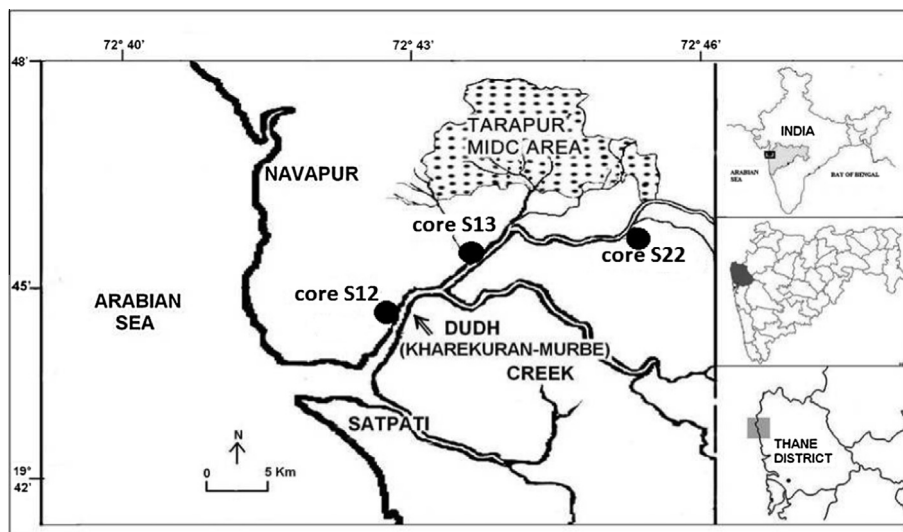 72° 40'
72° 43'
72° 46'
48'
TARAPUR
MIDC AREA
NAVAPUR
core S13
core S22
45'
core S12
ARABIAN
SEA
DUDH
(KHAREKURAN-MURBE)
CREEK
SATPATI
N
0 5 Km
19°
42'
INDIA
ARABIAN
SEA
BAY OF BENGAL
THANE
DISTRICT